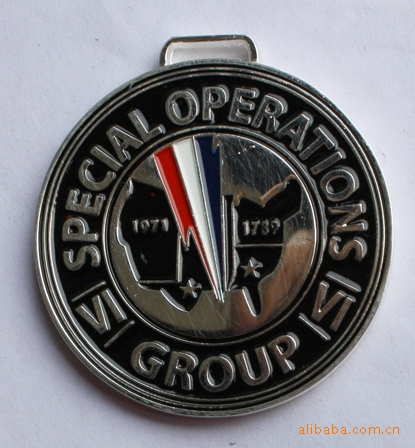 SPECIAL OPERATIONS
1971 1789
VI VI
GROUP
alibaba.com.cn